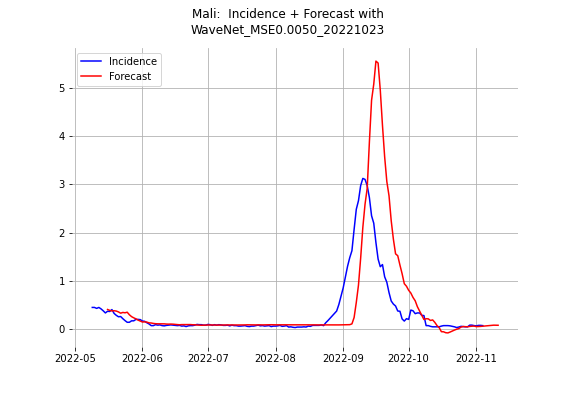 Mali:  Incidence + Forecast with
WaveNet_MSE0.0050_20221023
Incidence
Forecast
5
4
3
2
1
0
2022-05 2022-06 2022-07 2022-08 2022-09 2022-10 2022-11